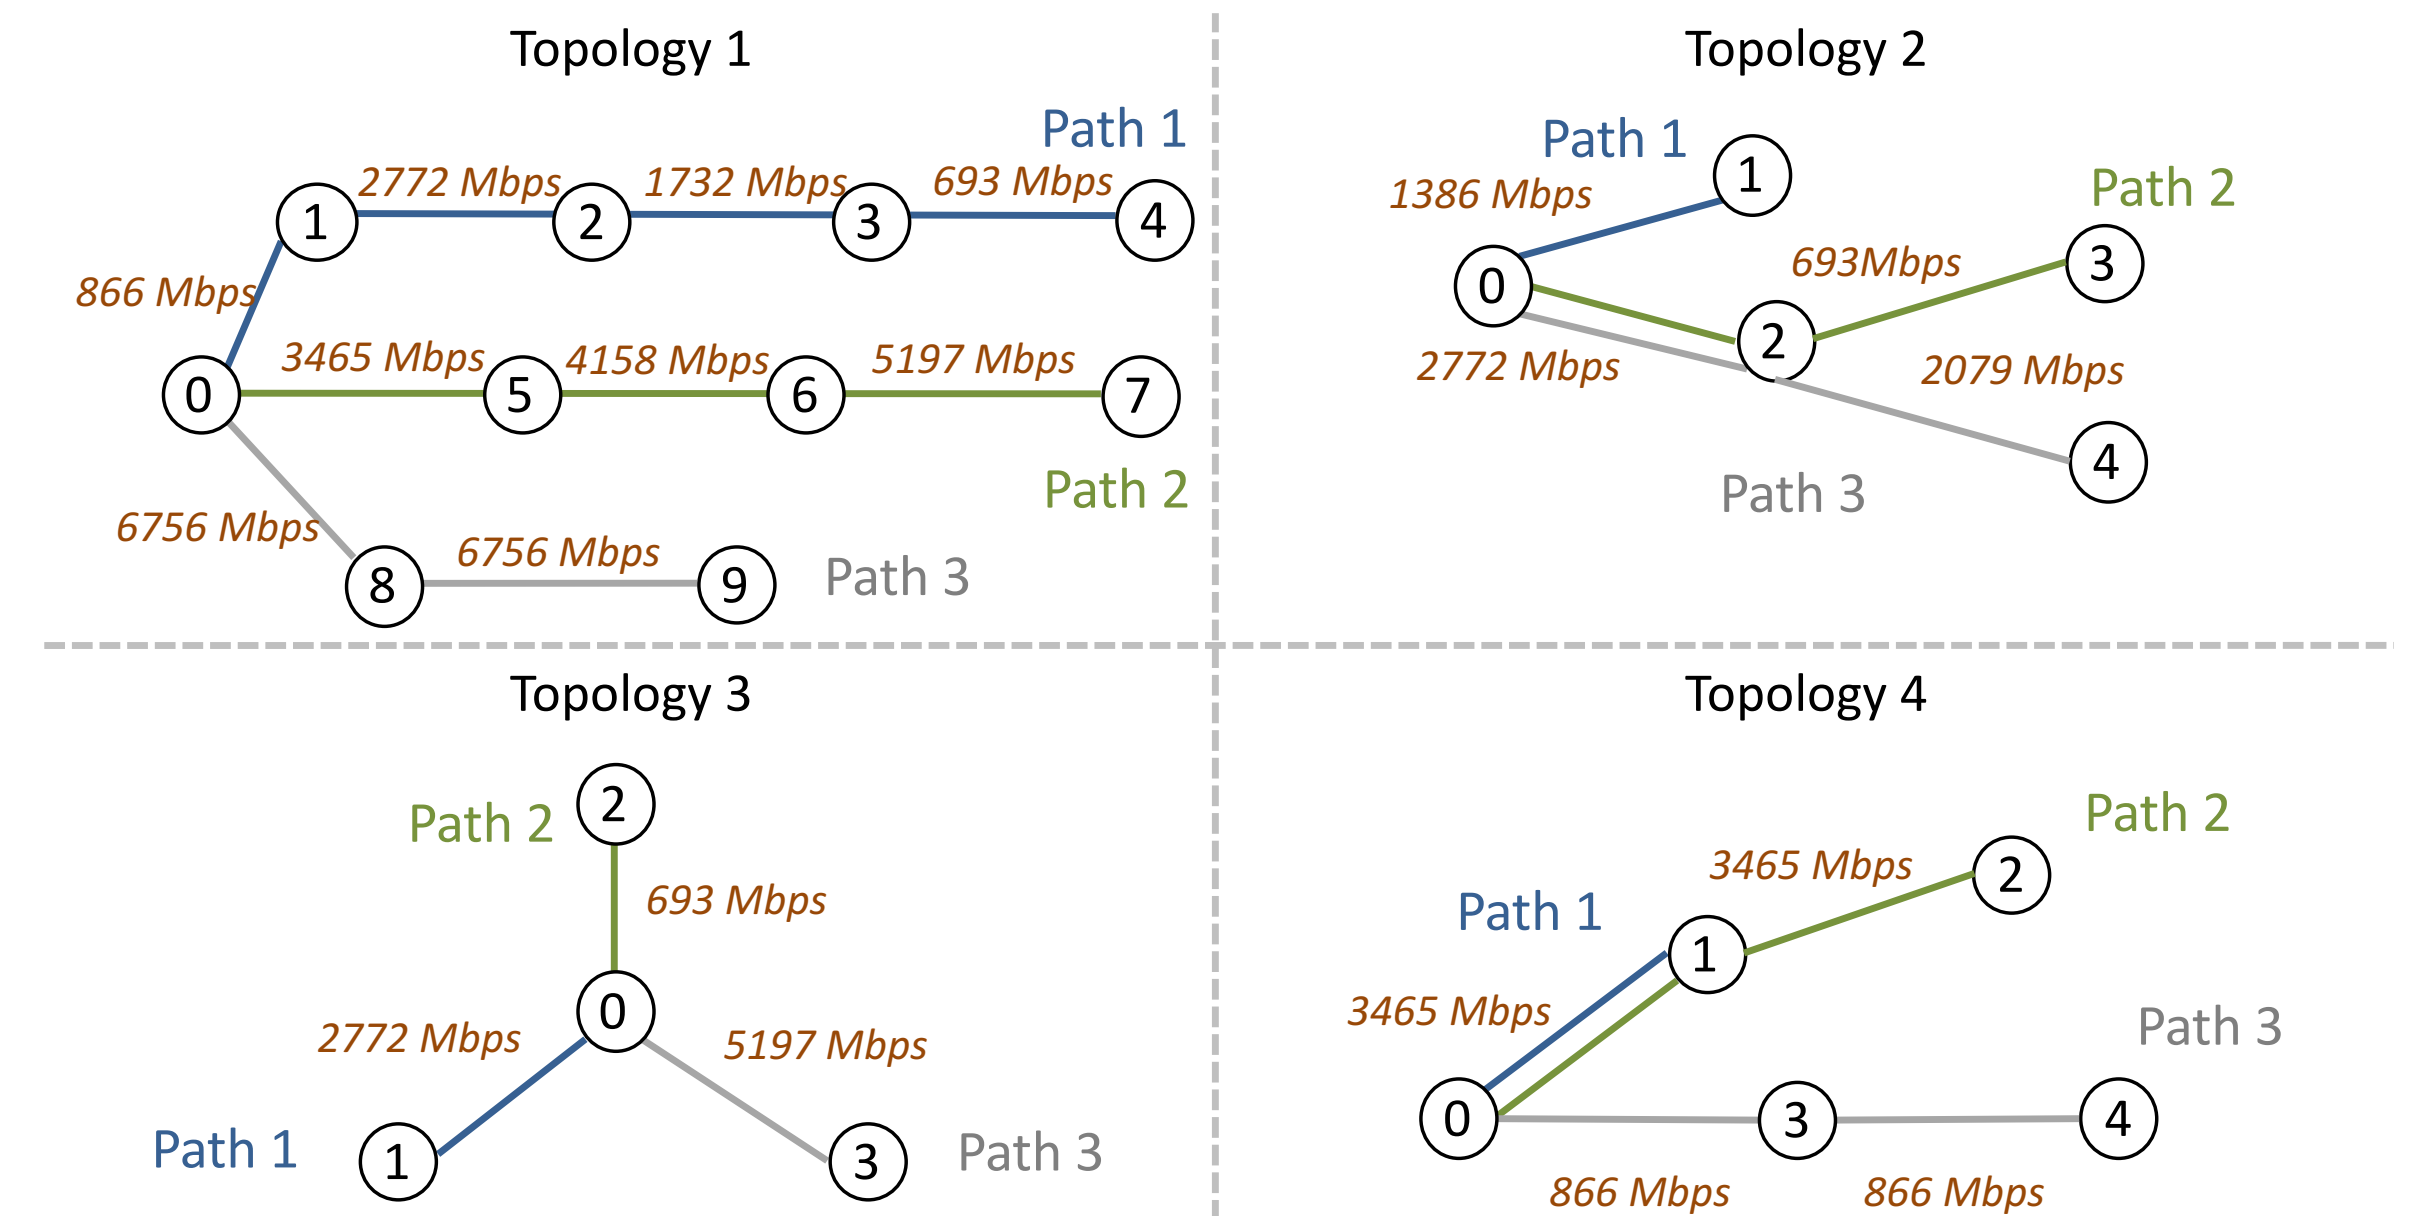 Topology 1
Path 1
2772 Mbps
1732 Mbps
693 Mbps
1
2
3
4
866 Mbps
3465 Mbps
4158 Mbps
5197 Mbps
0
5
6
7
Path 2
6756 Mbps
6756 Mbps
8
9
Path 3
Topology 2
Path 1
1
1386 Mbps
Path 2
693Mbps
3
0
2
2772 Mbps
2079 Mbps
4
Path 3
Topology 3
2
Path 2
693 Mbps
0
2772 Mbps
5197 Mbps
Path 1
1
3
Path 3
Topology 4
Path 2
3465 Mbps
2
Path 1
1
3465 Mbps
Path 3
0
3
4
866 Mbps
866 Mbps